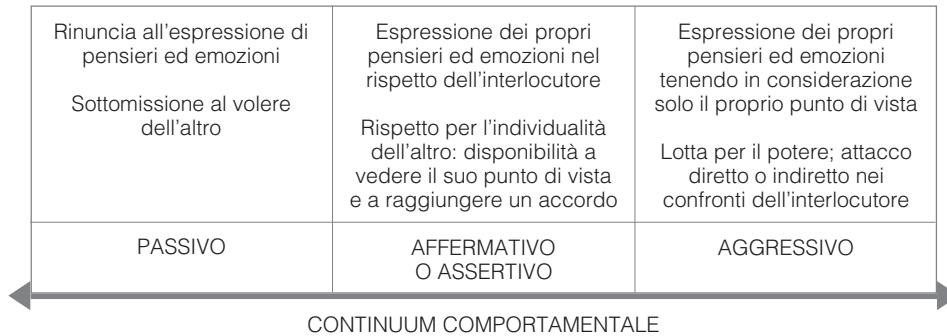 Rinuncia all'espressione di
pensieri ed emozioni
Sottomissione al volere
dell'altro
Espressione dei propri
pensieri ed emozioni nel
rispetto dell'interlocutore
Rispetto per l'individualità
dell'altro: disponibilità a
vedere il suo punto di vista
e a raggiungere un accordo
Espressione dei propri
pensieri ed emozioni
tenendo in considerazione
solo il proprio punto di vista
Lotta per il potere; attacco
diretto o indiretto nei
confronti dell'interlocutore
PASSIVO
AFFERMATIVO
O ASSERTIVO
AGGRESSIVO
CONTINUUM COMPORTAMENTALE